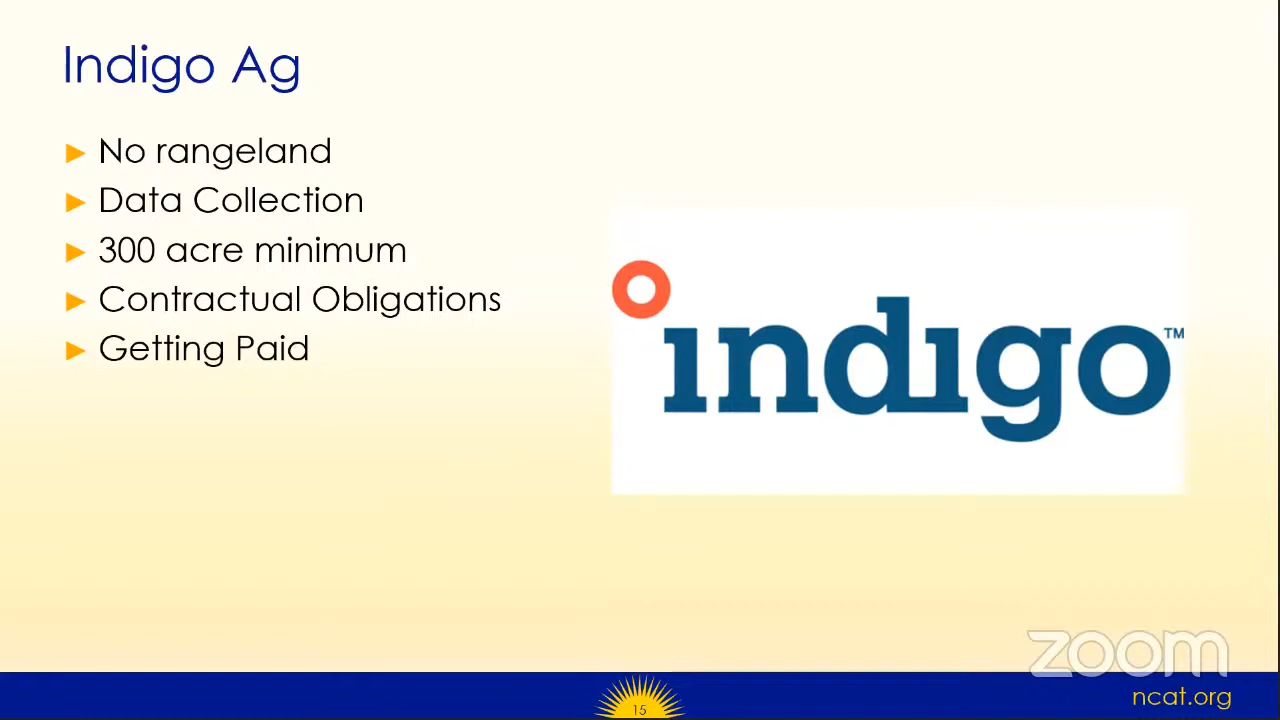 Indigo Ag
► No rangeland
► Data Collection
► 300 acre minimum
► Contractual Obligations
► Getting Paid
indigo™
zoom
15
ncat.org